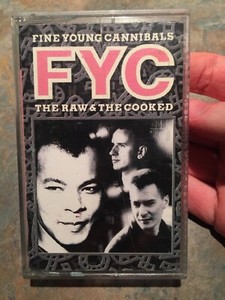 FINE YOUNG CANNIBALS
FYC
THE RAW & THE COOKED